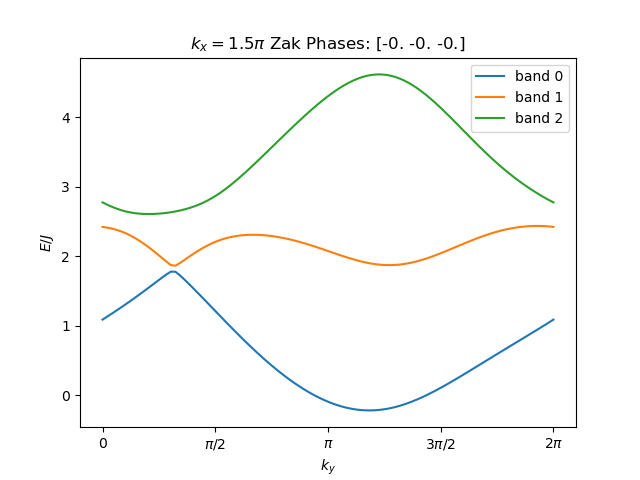 $k_x = 1.5\pi$ Zak Phases: [-0. -0. -0.]
band 0
band 1
band 2
E/J
4
3
2
1
0
0
π/2
π
3π/2
2π
$k_y$